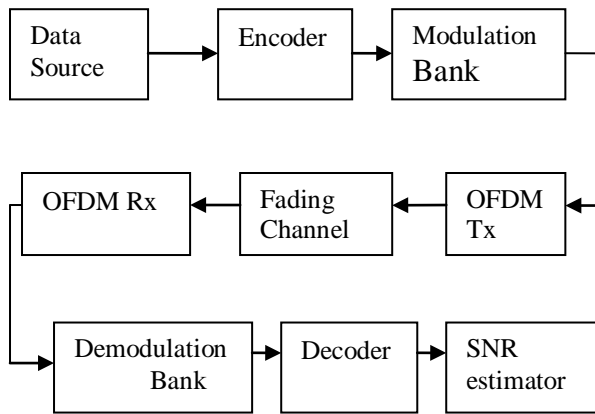 Data
Source
Encoder
Modulation
Bank
OFDM Rx
Fading
Channel
OFDM
Tx
Demodulation
Bank
Decoder
SNR
estimator